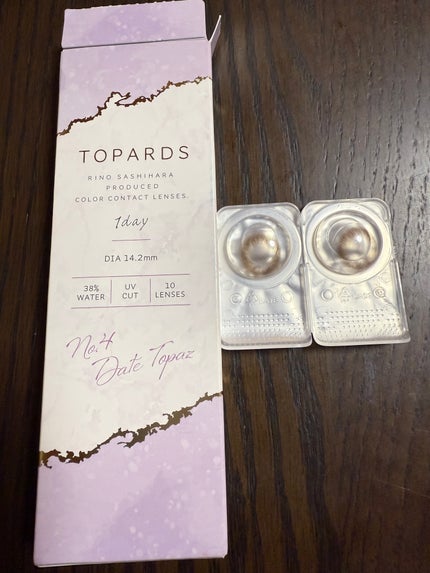 TOPARDS
RINO SASHIHARA
PRODUCED
COLOR CONTACT LENSES.
1day
DIA 14.2mm
38% WATER
UV CUT
10 LENSES
No.4
Date Topaz